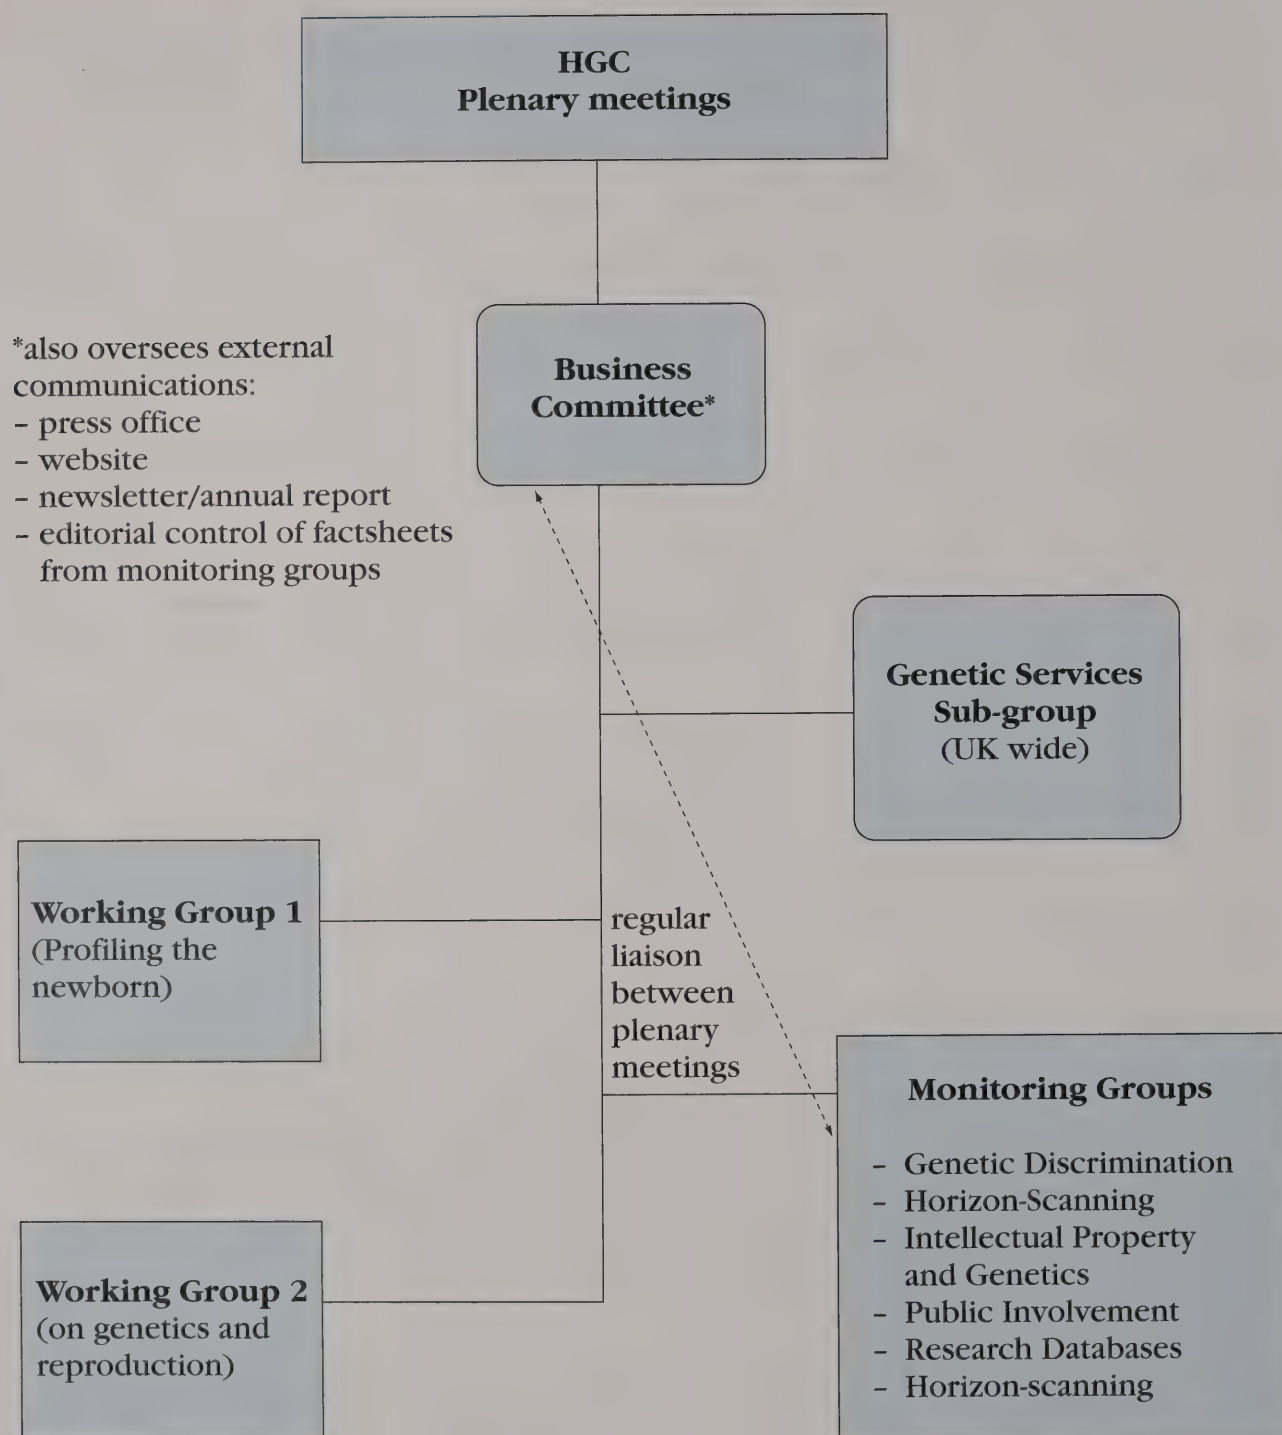 HGC
Plenary meetings
*also oversees external
communications:
– press office
– website
– newsletter/annual report
– editorial control of factsheets
from monitoring groups
Business
Committee*
Genetic Services
Sub-group
(UK wide)
Working Group 1
(Profiling the
newborn)
regular
liaison
between
plenary
meetings
Monitoring Groups
– Genetic Discrimination
– Horizon-Scanning
– Intellectual Property
and Genetics
– Public Involvement
– Research Databases
– Horizon-scanning
Working Group 2
(on genetics and
reproduction)